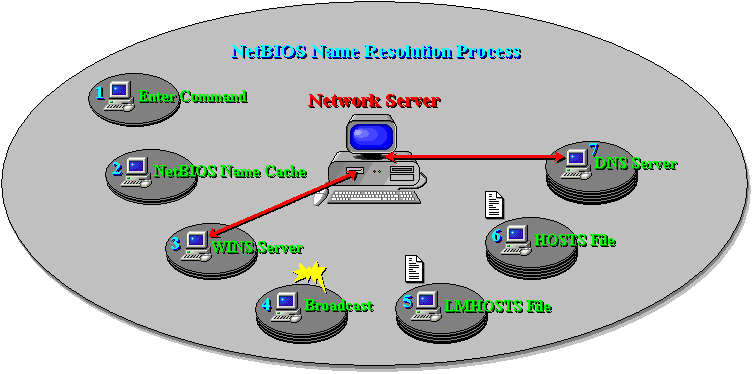 NetBIOS Name Resolution Process
1 Enter Command
Network Server
2 NetBIOS Name Cache
3 WINS Server
4 Broadcast
5 LMHOSTS File
6 HOSTS File
7 DNS Server